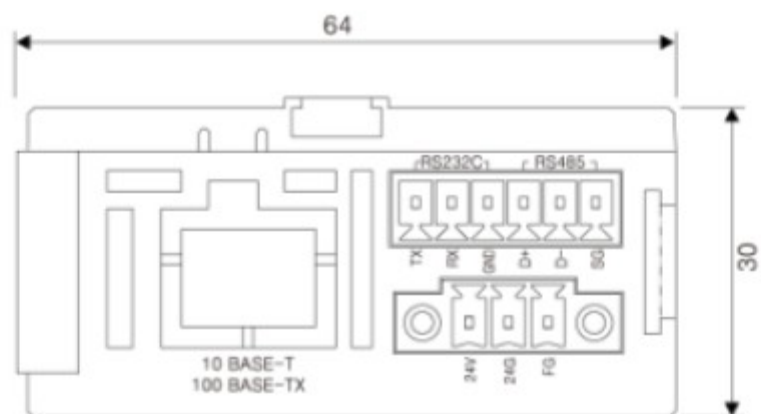 64
RS232C RS485
30
TX RX GND D+ D- SG
10 BASE-T
100 BASE-TX
24V 24G FG